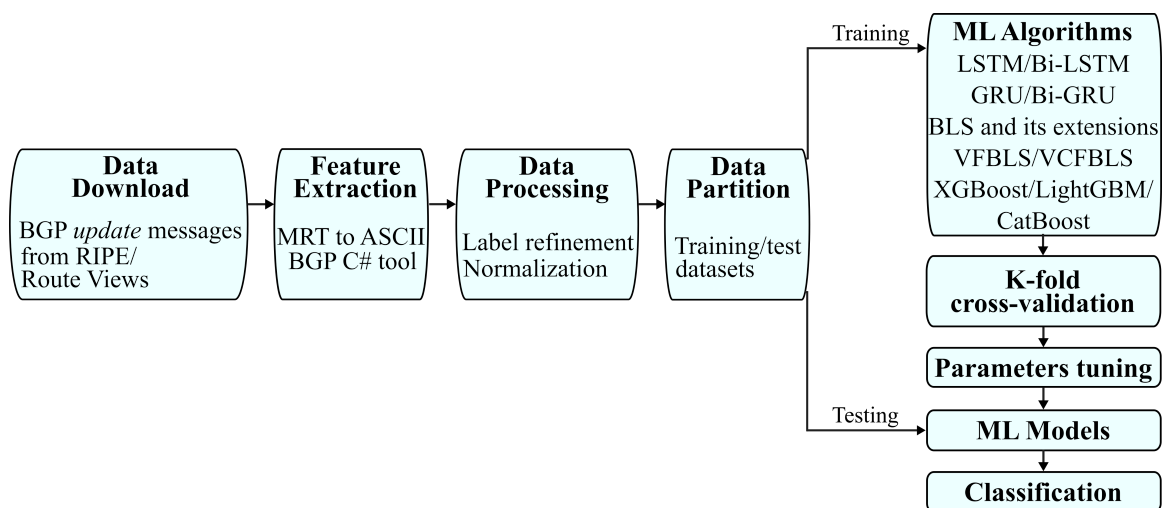 Data
Download
BGP update messages
from RIPE/
Route Views
Feature
Extraction
MRT to ASCII
BGP C# tool
Data
Processing
Label refinement
Normalization
Data
Partition
Training/test
datasets
Training
ML Algorithms
LSTM/Bi-LSTM
GRU/Bi-GRU
BLS and its extensions
VFBLS/VCFBLS
XGBoost/LightGBM/
CatBoost
K-fold
cross-validation
Parameters tuning
Testing
ML Models
Classification